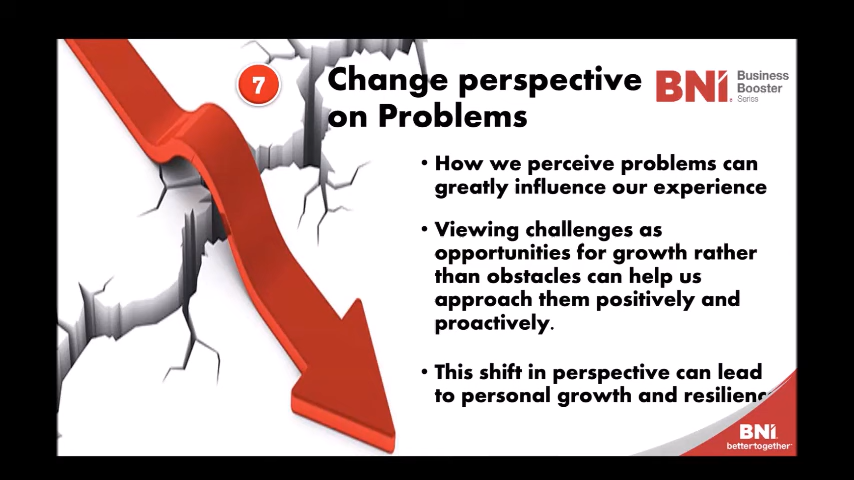 7
Change perspective
on Problems
BNI
Business
Booster
Series
• How we perceive problems can
greatly influence our experience
• Viewing challenges as
opportunities for growth rather
than obstacles can help us
approach them positively and
proactively.
• This shift in perspective can lead
to personal growth and resilienc
BNI
bettertogether